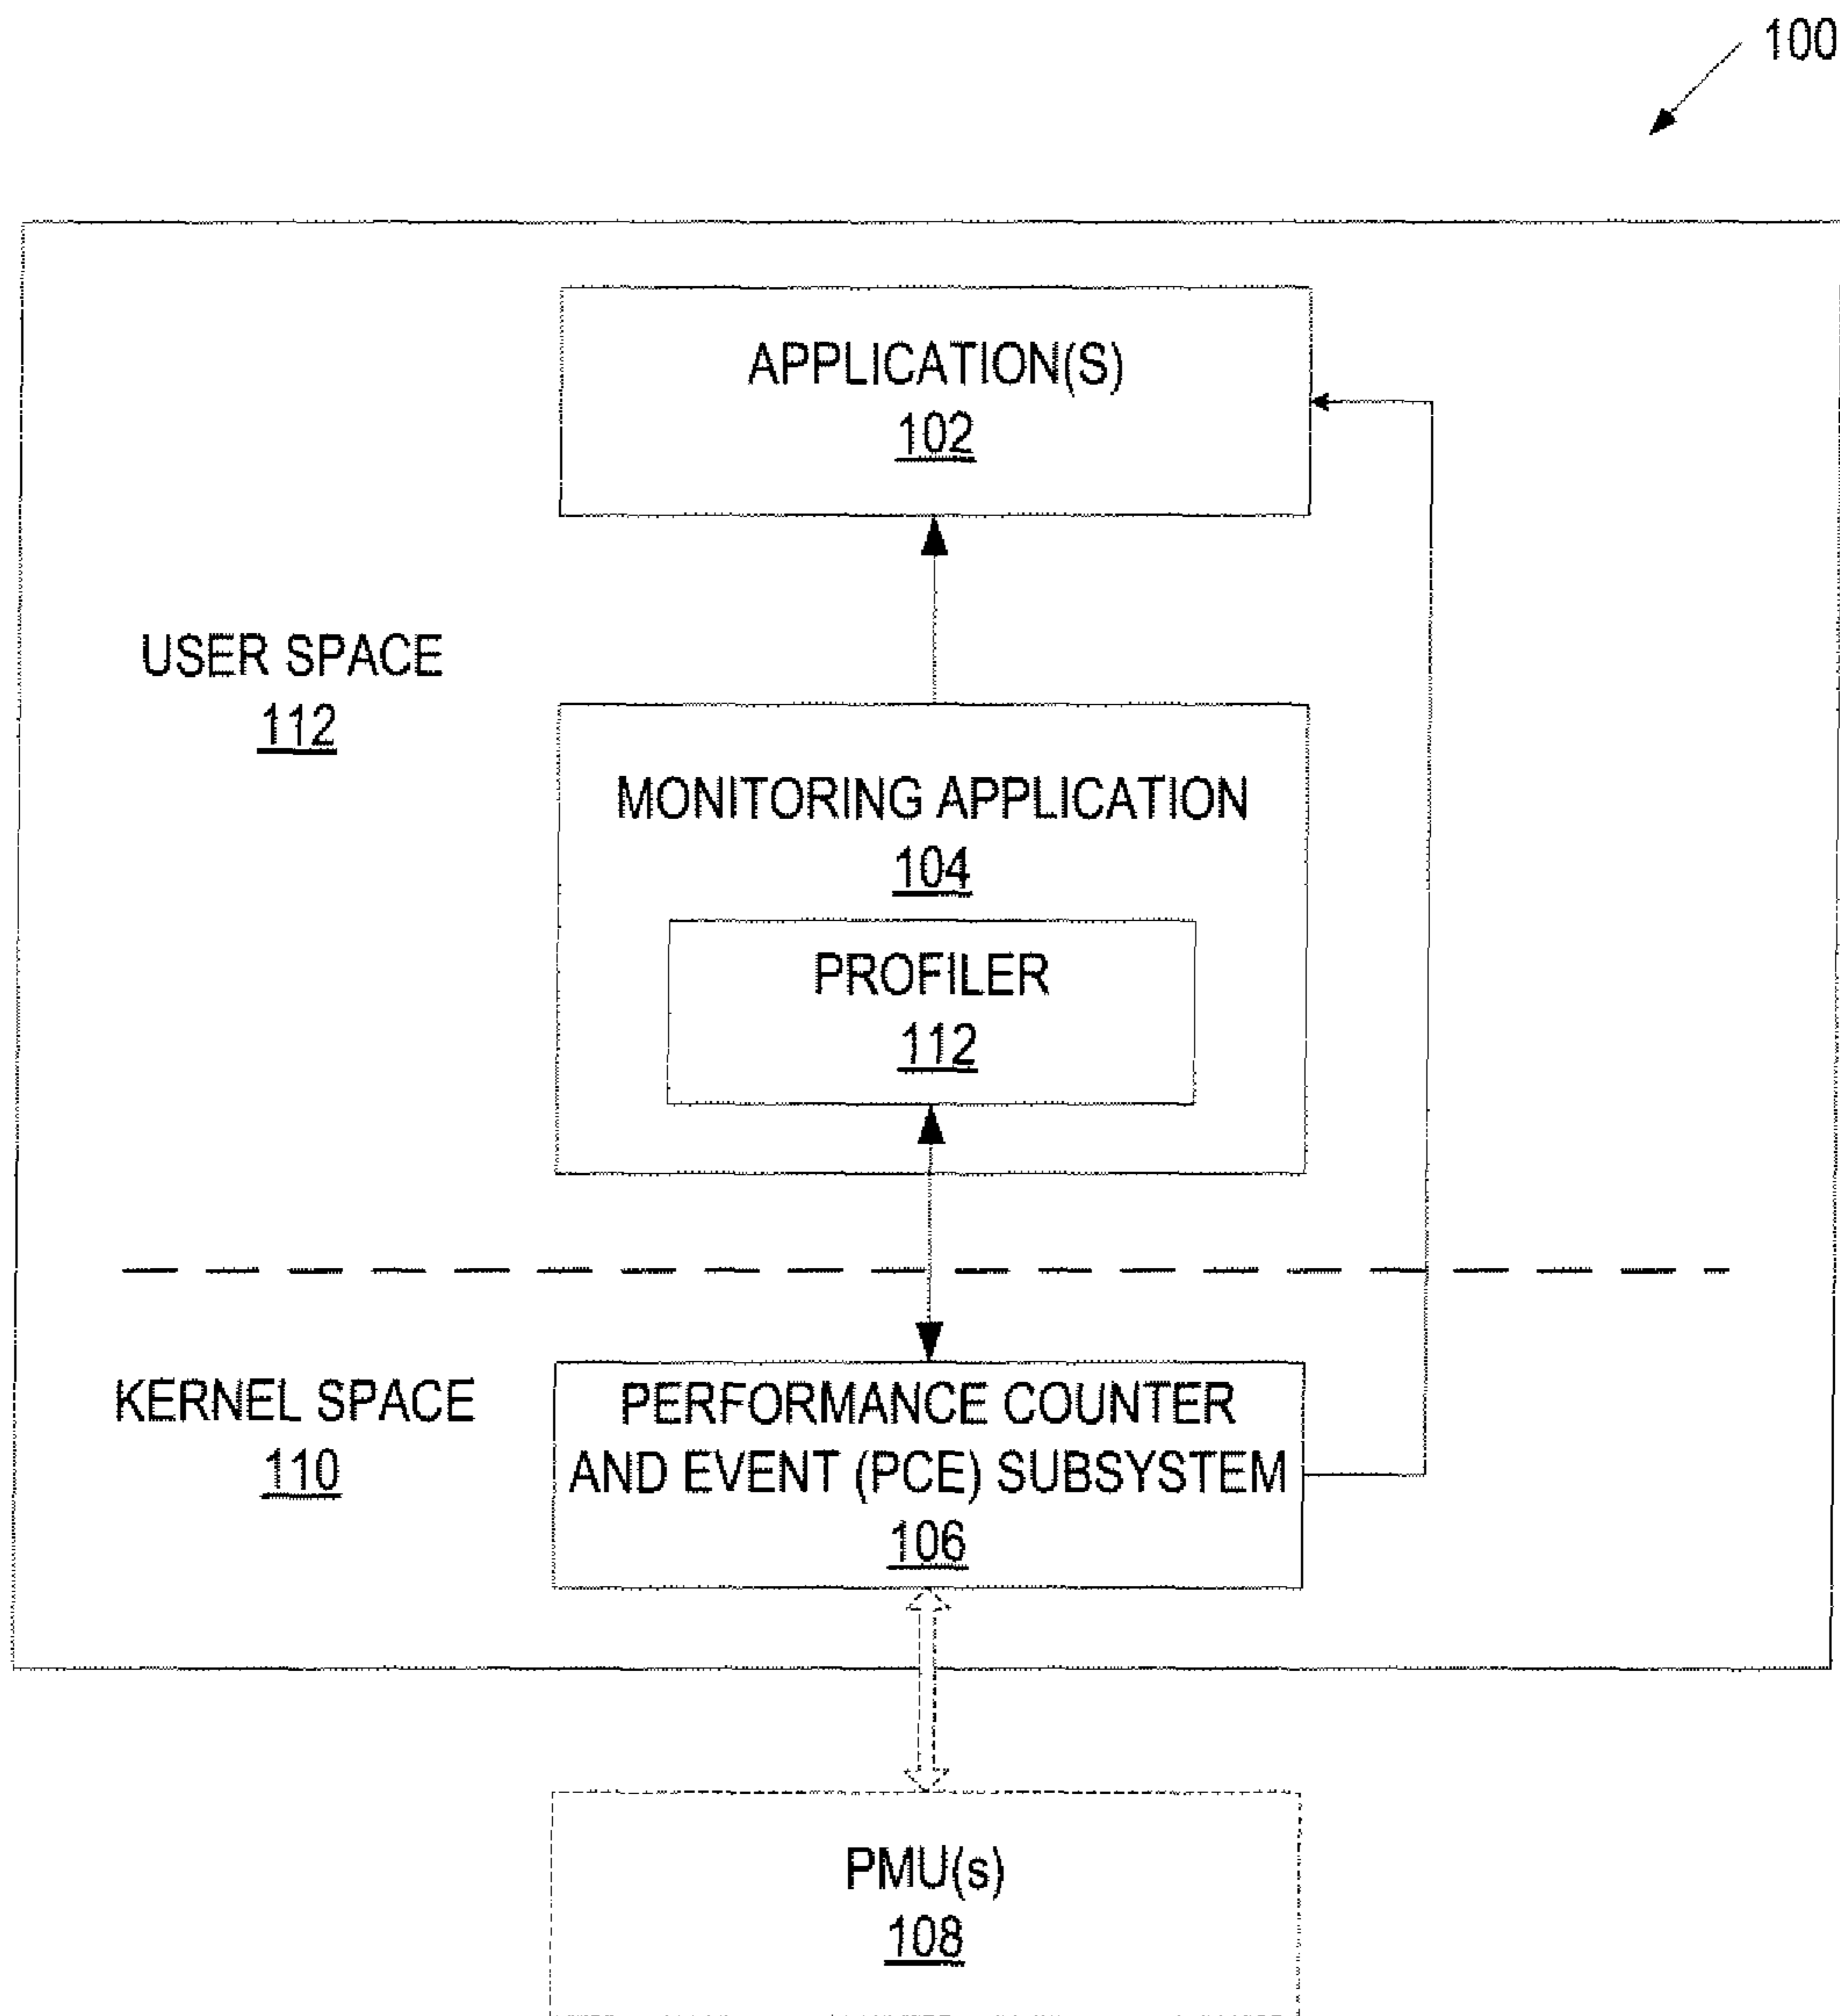 100
APPLICATION(S)
102
USER SPACE
112
MONITORING APPLICATION
104
PROFILER
112
KERNEL SPACE
110
PERFORMANCE COUNTER
AND EVENT (PCE) SUBSYSTEM
106
PMU(s)
108